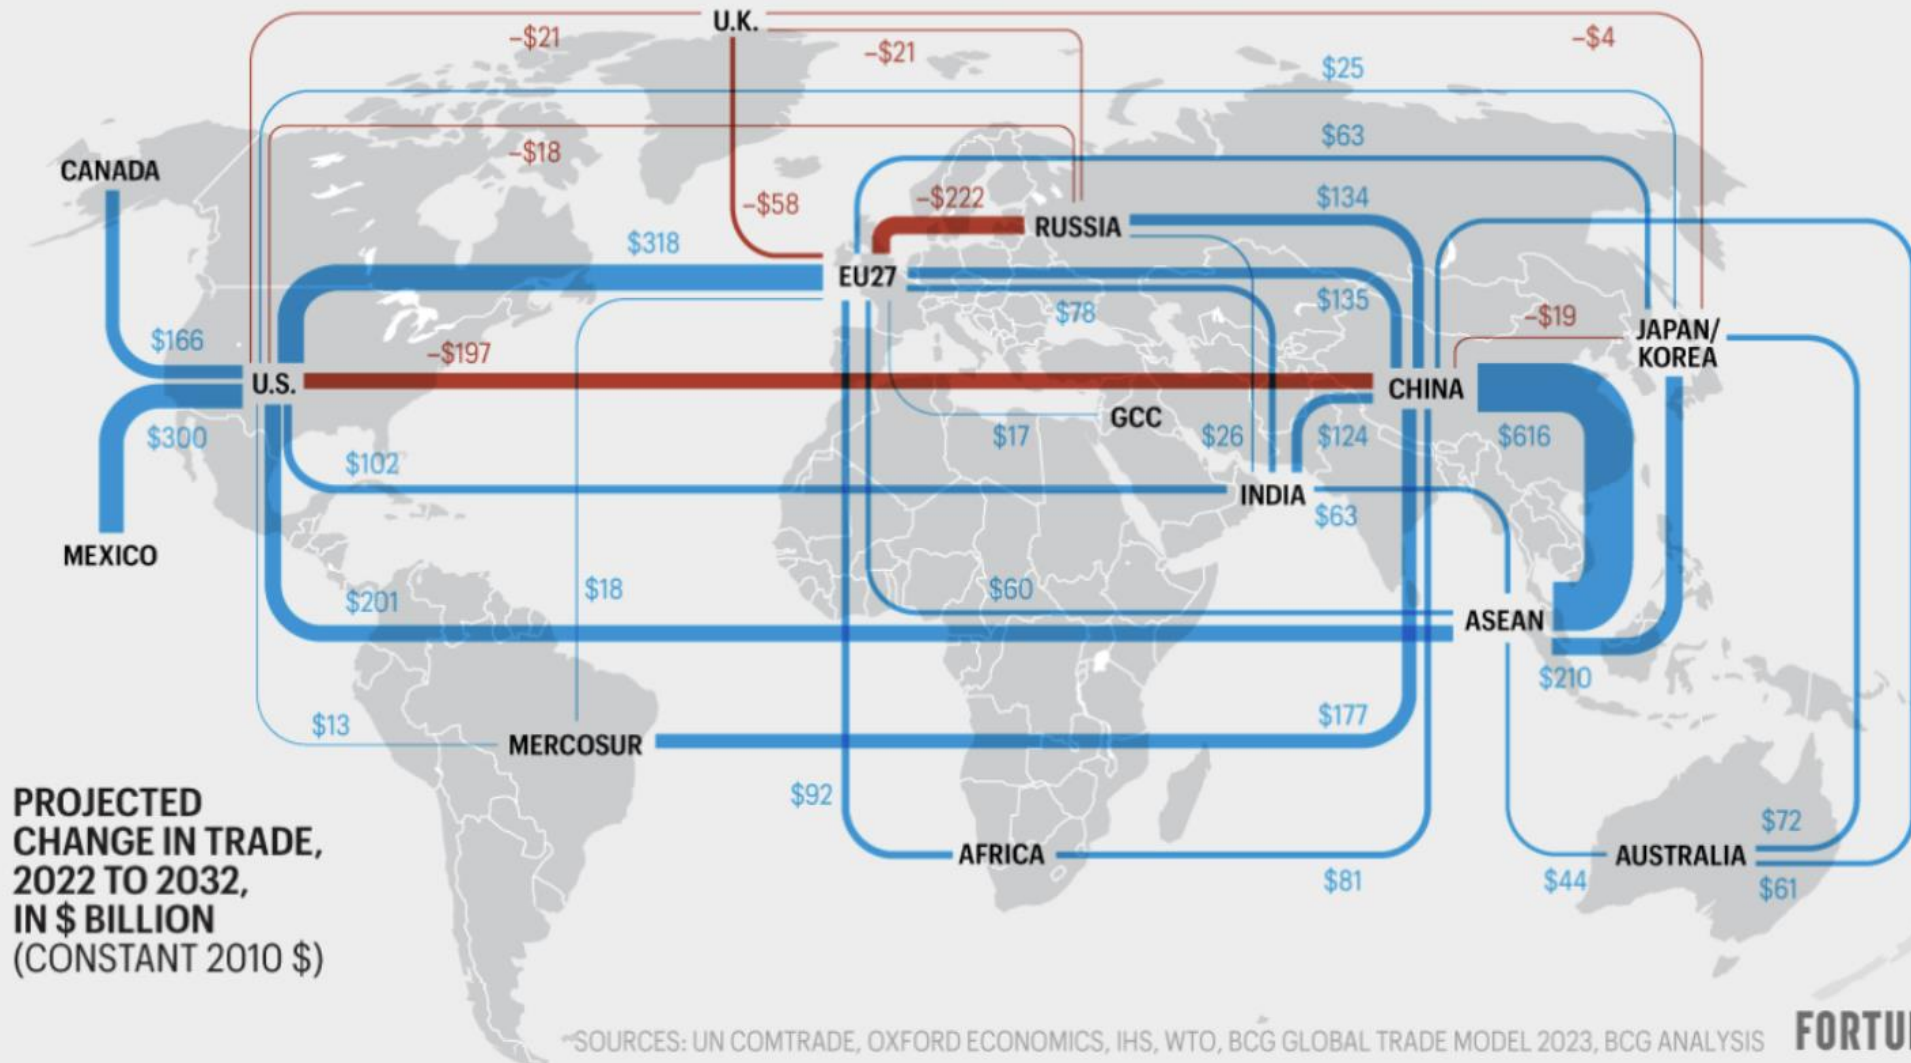 U.K.
–$21
–$21
–$4
$25
–$18
$63
CANADA
–$58
–$222
RUSSIA
$134
$318
EU27
$78
$135
–$19
JAPAN/
KOREA
$166
–$197
U.S.
CHINA
GCC
$300
$17
$26
$124
$616
$102
INDIA
$63
MEXICO
$201
$18
$60
ASEAN
$210
$13
MERCOSUR
$177
$92
AFRICA
$81
$44
AUSTRALIA
$72
$61
PROJECTED
CHANGE IN TRADE,
2022 TO 2032,
IN $ BILLION
(CONSTANT 2010 $)
SOURCES: UN COMTRADE, OXFORD ECONOMICS, IHS, WTO, BCG GLOBAL TRADE MODEL 2023, BCG ANALYSIS